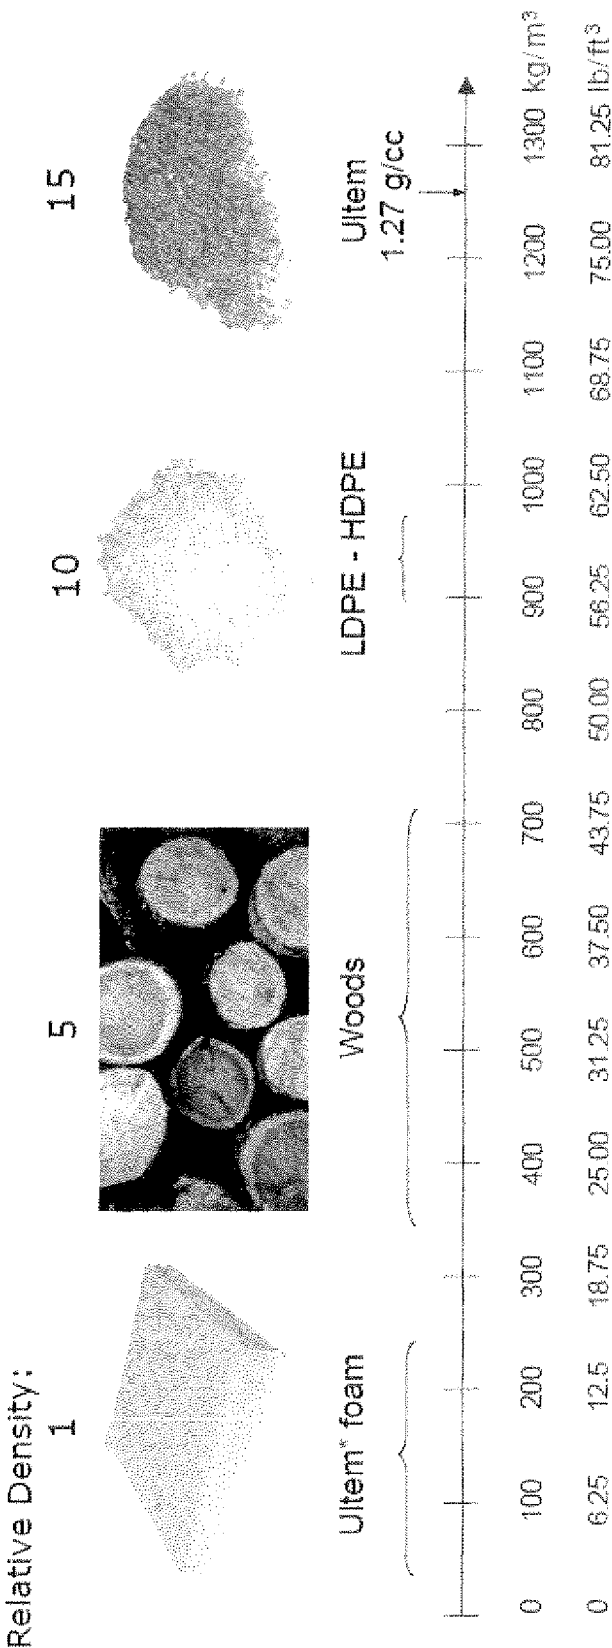 Relative Density:
1 5 10 15
Ultem* foam Woods LDPE - HDPE Ultem
1.27 g/cc
0 100 200 300 400 500 600 700 800 900 1000 1100 1200 1300 kg/m³
0 6.25 12.5 18.75 25.00 31.25 37.50 43.75 50.00 56.25 62.50 68.75 75.00 81.25 lb/ft³